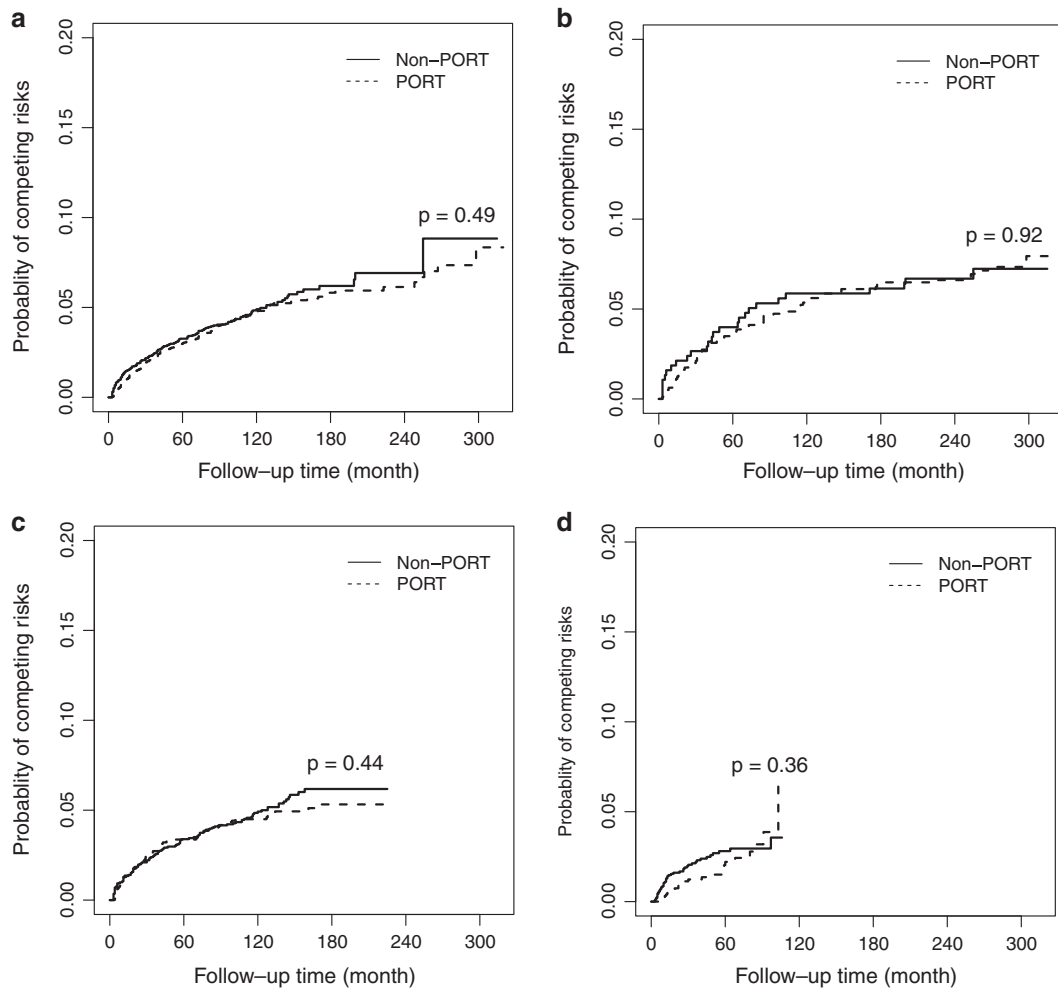 a
Probablity of competing risks
0.20
0.15
0.10
0.05
0.00
Non–PORT
PORT
p = 0.49
0 60 120 180 240 300
Follow–up time (month)
b
Probablity of competing risks
0.20
0.15
0.10
0.05
0.00
Non–PORT
PORT
p = 0.92
0 60 120 180 240 300
Follow–up time (month)
c
Probablity of competing risks
0.20
0.15
0.10
0.05
0.00
Non–PORT
PORT
p = 0.44
0 60 120 180 240 300
Follow–up time (month)
d
Probablity of competing risks
0.20
0.15
0.10
0.05
0.00
Non–PORT
PORT
p = 0.36
0 60 120 180 240 300
Follow–up time (month)